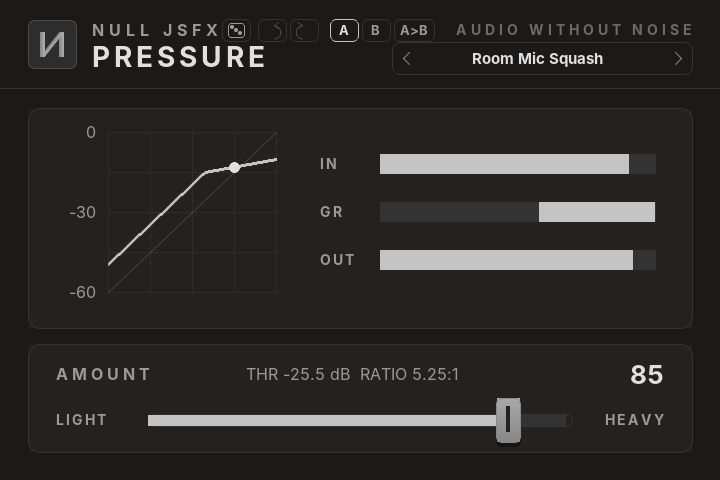 NULL JSFX
A B A>B
AUDIO WITHOUT NOISE
PRESSURE
Room Mic Squash
0
-30
-60
IN
GR
OUT
AMOUNT THR -25.5 dB RATIO 5.25:1 85
LIGHT HEAVY